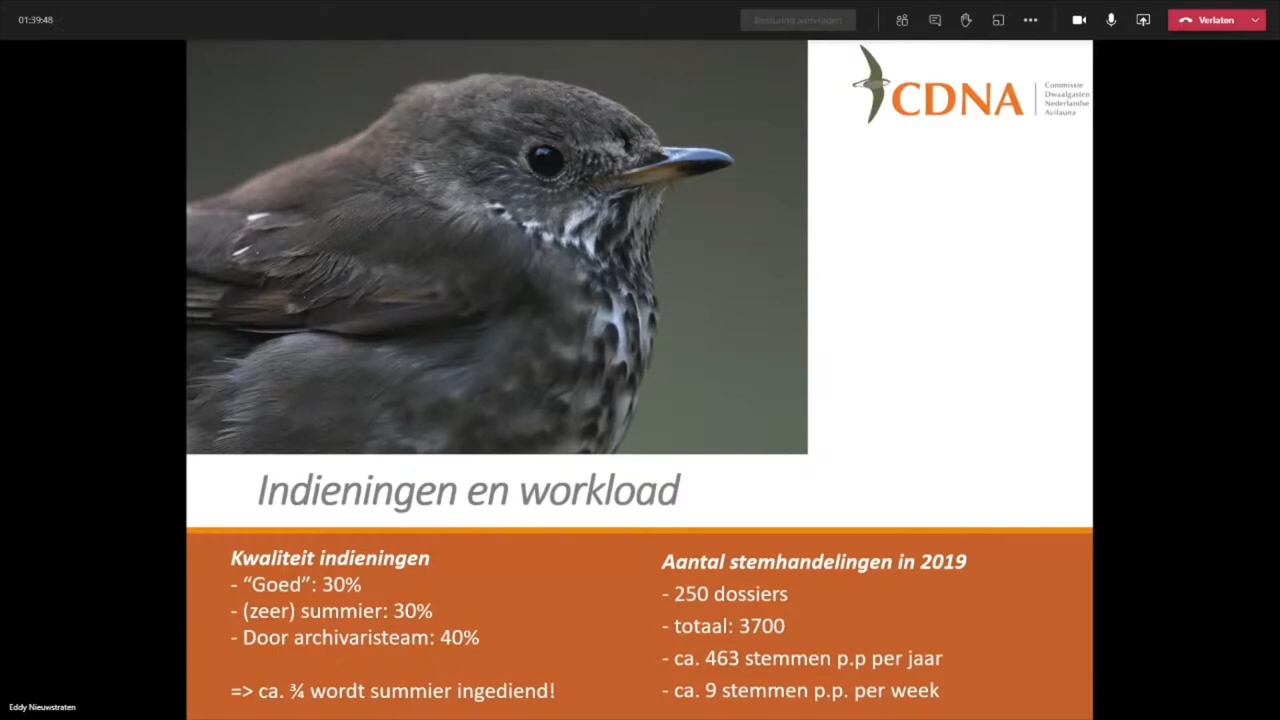 01:39:48
Besturing aanvragen
Verlaten
CDNA
Commissie
Dwaalgasten
Nederlandse
Avifauna
Indieningen en workload
Kwaliteit indieningen
- “Goed”: 30%
- (zeer) summier: 30%
- Door archivaristeam: 40%
=> ca. ¾ wordt summier ingediend!
Aantal stemhandelingen in 2019
- 250 dossiers
- totaal: 3700
- ca. 463 stemmen p.p per jaar
- ca. 9 stemmen p.p. per week
Eddy Nieuwstraten